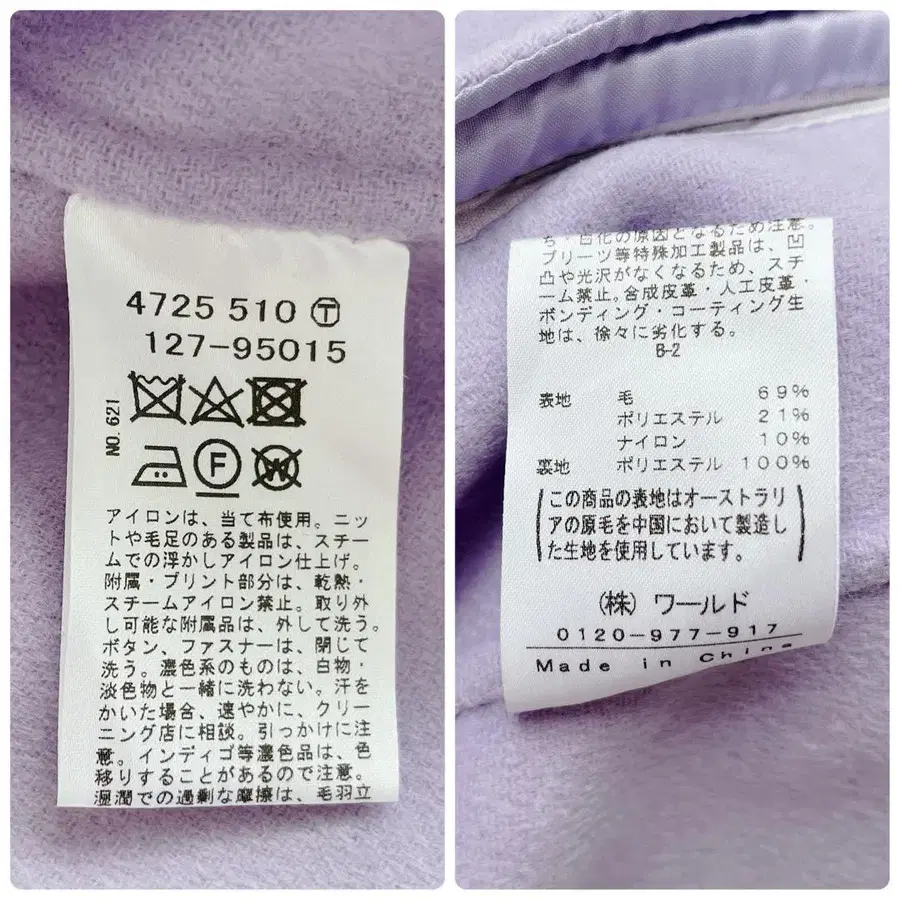 4725 510 Ⓣ
127-95015
NO.621
F
W
アイロンは、当て布使用。ニッ
トや毛足のある製品は、スチー
ムでの浮かしアイロン仕上げ。
附属・プリント部分は、乾熱・
スチームアイロン禁止。取り外
し可能な附属品は、外して洗う。
ボタン、ファスナーは、閉じて
洗う。濃色系のものは、白物・
淡色物と一緒に洗わない。汗を
かいた場合、速やかに、クリー
ニング店に相談。引っかけに注
意。インディゴ等濃色品は、色
移りすることがあるので注意。
湿潤での過剰な摩擦は、毛羽立
ち・白化の原因となるため注意。
プリーツ等特殊加工製品は、凹
凸や光沢がなくなるため、スチ
ーム禁止。合成皮革・人工皮革・
ボンディング・コーティング生
地は、徐々に劣化する。
B-2
表地 毛 69%
ポリエステル 21%
ナイロン 10%
裏地 ポリエステル 100%
(この商品の表地はオーストラリ
アの原毛を中国において製造し
た生地を使用しています。)
(株) ワールド
0120-977-917
Made in China